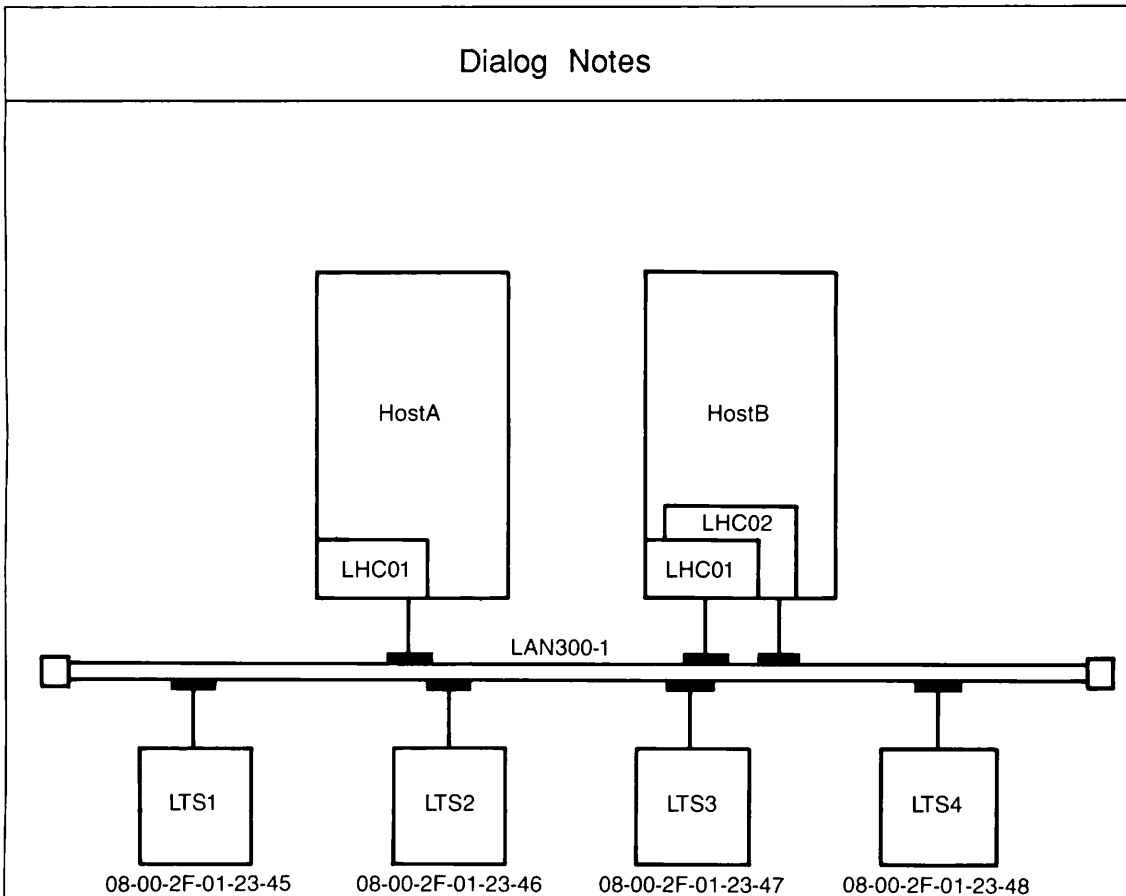 Dialog Notes
HostA
HostB
LHC02
LHC01
LHC01
LAN300-1
LTS1
LTS2
LTS3
LTS4
08-00-2F-01-23-45
08-00-2F-01-23-46
08-00-2F-01-23-47
08-00-2F-01-23-48